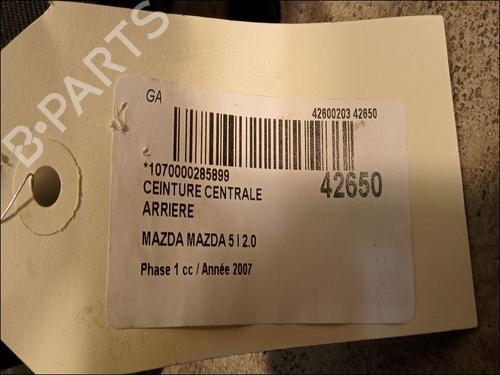 B-PARTS
GA
42600203 42650
*1070000285899
42650
CEINTURE CENTRALE
ARRIERE
MAZDA MAZDA 5 I 2.0
Phase 1 cc / Année 2007